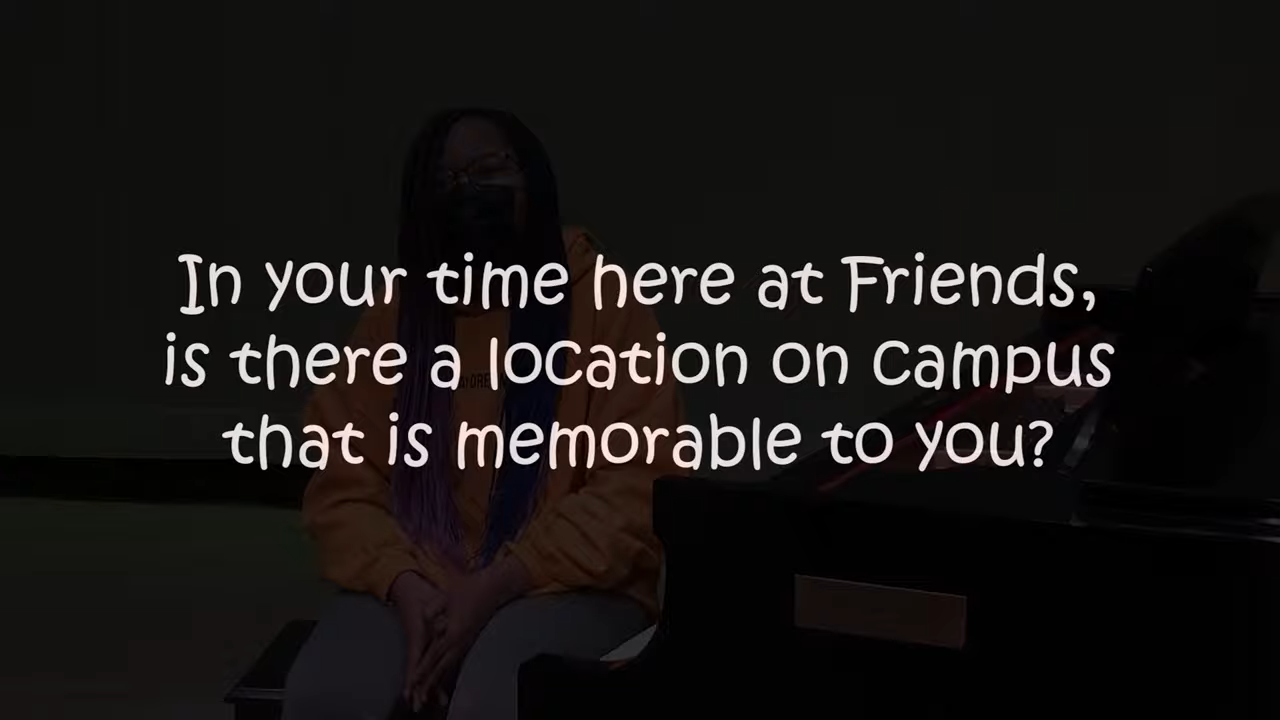 In your time here at Friends,
is there a location on campus
that is memorable to you?